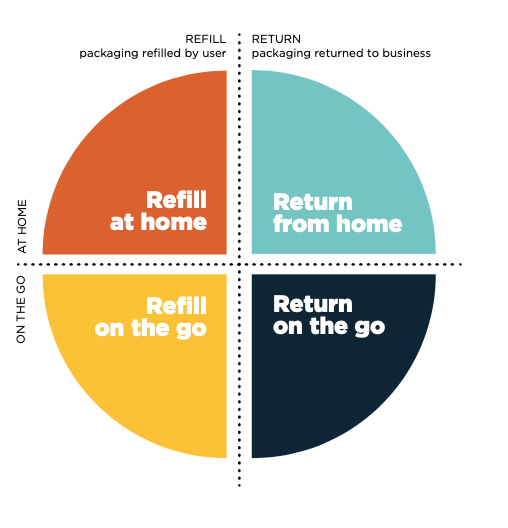 REFILL
packaging refilled by user
RETURN
packaging returned to business
AT HOME
ON THE GO
Refill
at home
Return
from home
Refill
on the go
Return
on the go